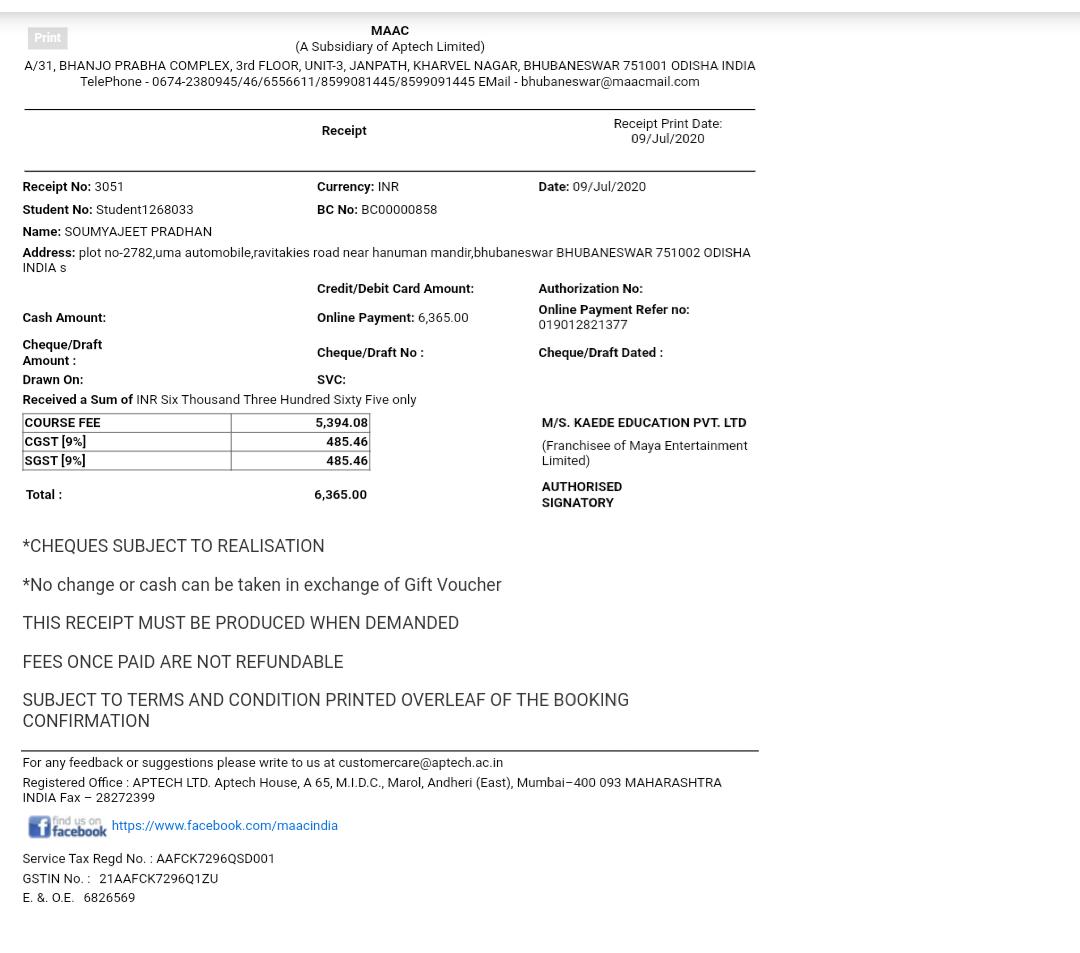 Print
MAAC
(A Subsidiary of Aptech Limited)
A/31, BHANJO PRABHA COMPLEX, 3rd FLOOR, UNIT-3, JANPATH, KHARVEL NAGAR, BHUBANESWAR 751001 ODISHA INDIA
TelePhone - 0674-2380945/46/6556611/8599081445/8599091445 EMail - bhubaneswar@maacmail.com
Receipt
Receipt Print Date:
09/Jul/2020
Receipt No: 3051 Currency: INR Date: 09/Jul/2020
Student No: Student1268033 BC No: BC00000858
Name: SOUMYAJEET PRADHAN
Address: plot no-2782,uma automobile,ravitakies road near hanuman mandir,bhubaneswar BHUBANESWAR 751002 ODISHA
INDIA s
Credit/Debit Card Amount: Authorization No:
Cash Amount: Online Payment: 6,365.00 Online Payment Refer no:
019012821377
Cheque/Draft
Amount : Cheque/Draft No : Cheque/Draft Dated :
Drawn On: SVC:
Received a Sum of INR Six Thousand Three Hundred Sixty Five only
COURSE FEE 5,394.08
CGST [9%] 485.46
SGST [9%] 485.46
Total : 6,365.00
M/S. KAEDE EDUCATION PVT. LTD
(Franchisee of Maya Entertainment
Limited)
AUTHORISED
SIGNATORY
*CHEQUES SUBJECT TO REALISATION
*No change or cash can be taken in exchange of Gift Voucher
THIS RECEIPT MUST BE PRODUCED WHEN DEMANDED
FEES ONCE PAID ARE NOT REFUNDABLE
SUBJECT TO TERMS AND CONDITION PRINTED OVERLEAF OF THE BOOKING
CONFIRMATION
For any feedback or suggestions please write to us at customercare@aptech.ac.in
Registered Office : APTECH LTD. Aptech House, A 65, M.I.D.C., Marol, Andheri (East), Mumbai–400 093 MAHARASHTRA
INDIA Fax – 28272399
find us on
facebook https://www.facebook.com/maacindia
Service Tax Regd No. : AAFCK7296QSD001
GSTIN No. : 21AAFCK7296Q1ZU
E. &. O.E. 6826569